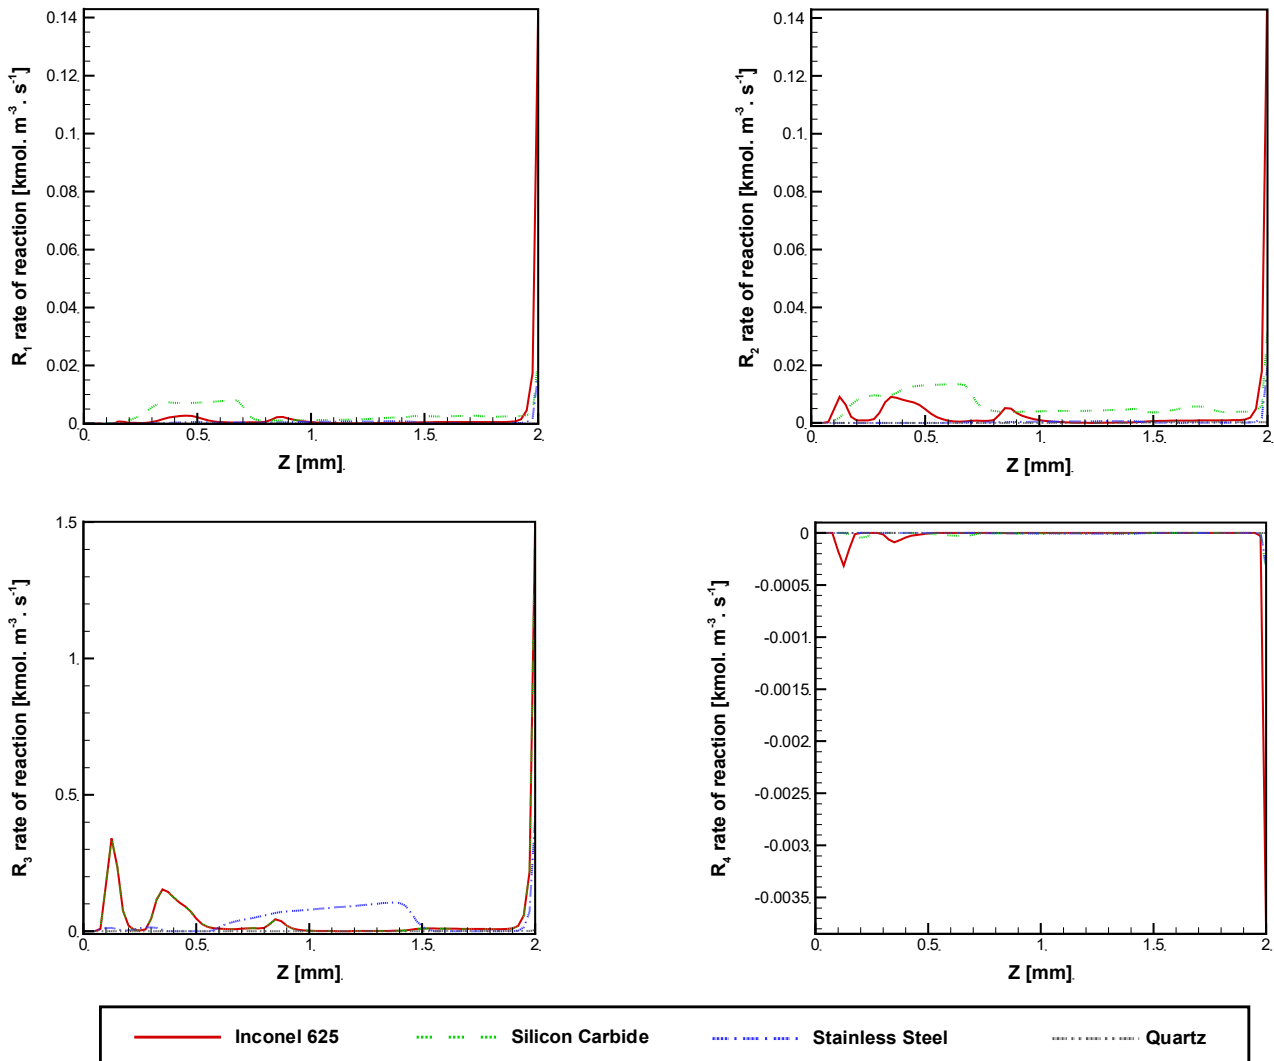 R1 rate of reaction [kmol. m-3 . s-1]
0.14
0.12
0.1
0.08
0.06
0.04
0.02
0
0. 0.5 1. 1.5 2.
Z [mm].
R2 rate of reaction [kmol. m-3 . s-1]
0.14
0.12
0.1
0.08
0.06
0.04
0.02
0
0. 0.5 1. 1.5 2.
Z [mm].
R3 rate of reaction [kmol. m-3 . s-1]
1.5
1.
0.5
0.
0. 0.5 1. 1.5 2.
Z [mm].
R4 rate of reaction [kmol. m-3 . s-1]
0
-0.0005
-0.001
-0.0015
-0.002
-0.0025
-0.003
-0.0035
0. 0.5 1. 1.5 2.
Z [mm].
Inconel 625 Silicon Carbide Stainless Steel Quartz